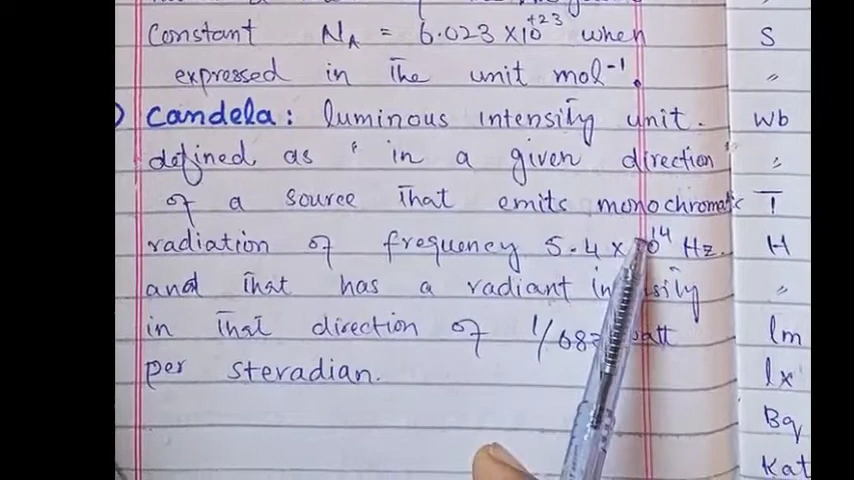 Constant NA = 6.023 ×10+23 when
expressed in the unit mol-1.
Candela: luminous intensity unit.
defined as " in a given direction"
of a source that emits monochromatic
radiation of frequency 5.4 × 1014 Hz.
and that has a radiant intensity
in that direction of 1/683 watt
per steradian.
S
"
Wb
"
T
H
"
lm
lx
Bq
Kat